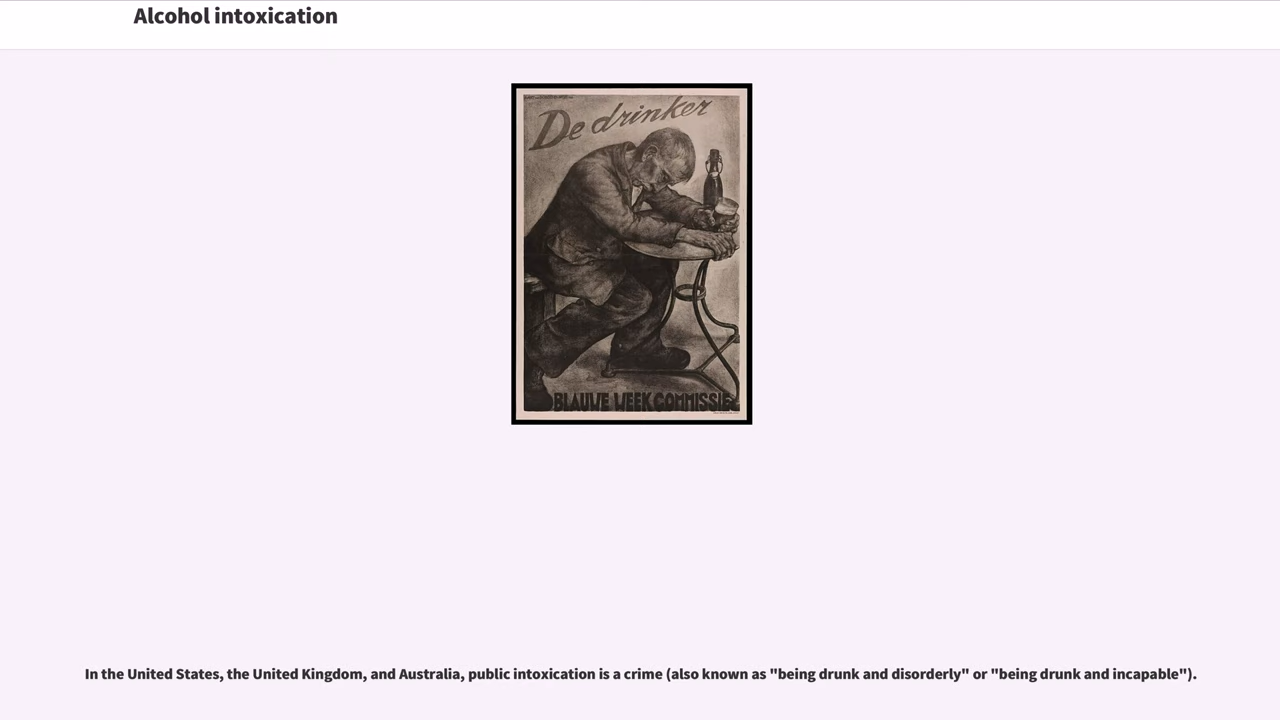 Alcohol intoxication
De drinker
BLAUWE WEEK COMMISSIE
In the United States, the United Kingdom, and Australia, public intoxication is a crime (also known as "being drunk and disorderly" or "being drunk and incapable").